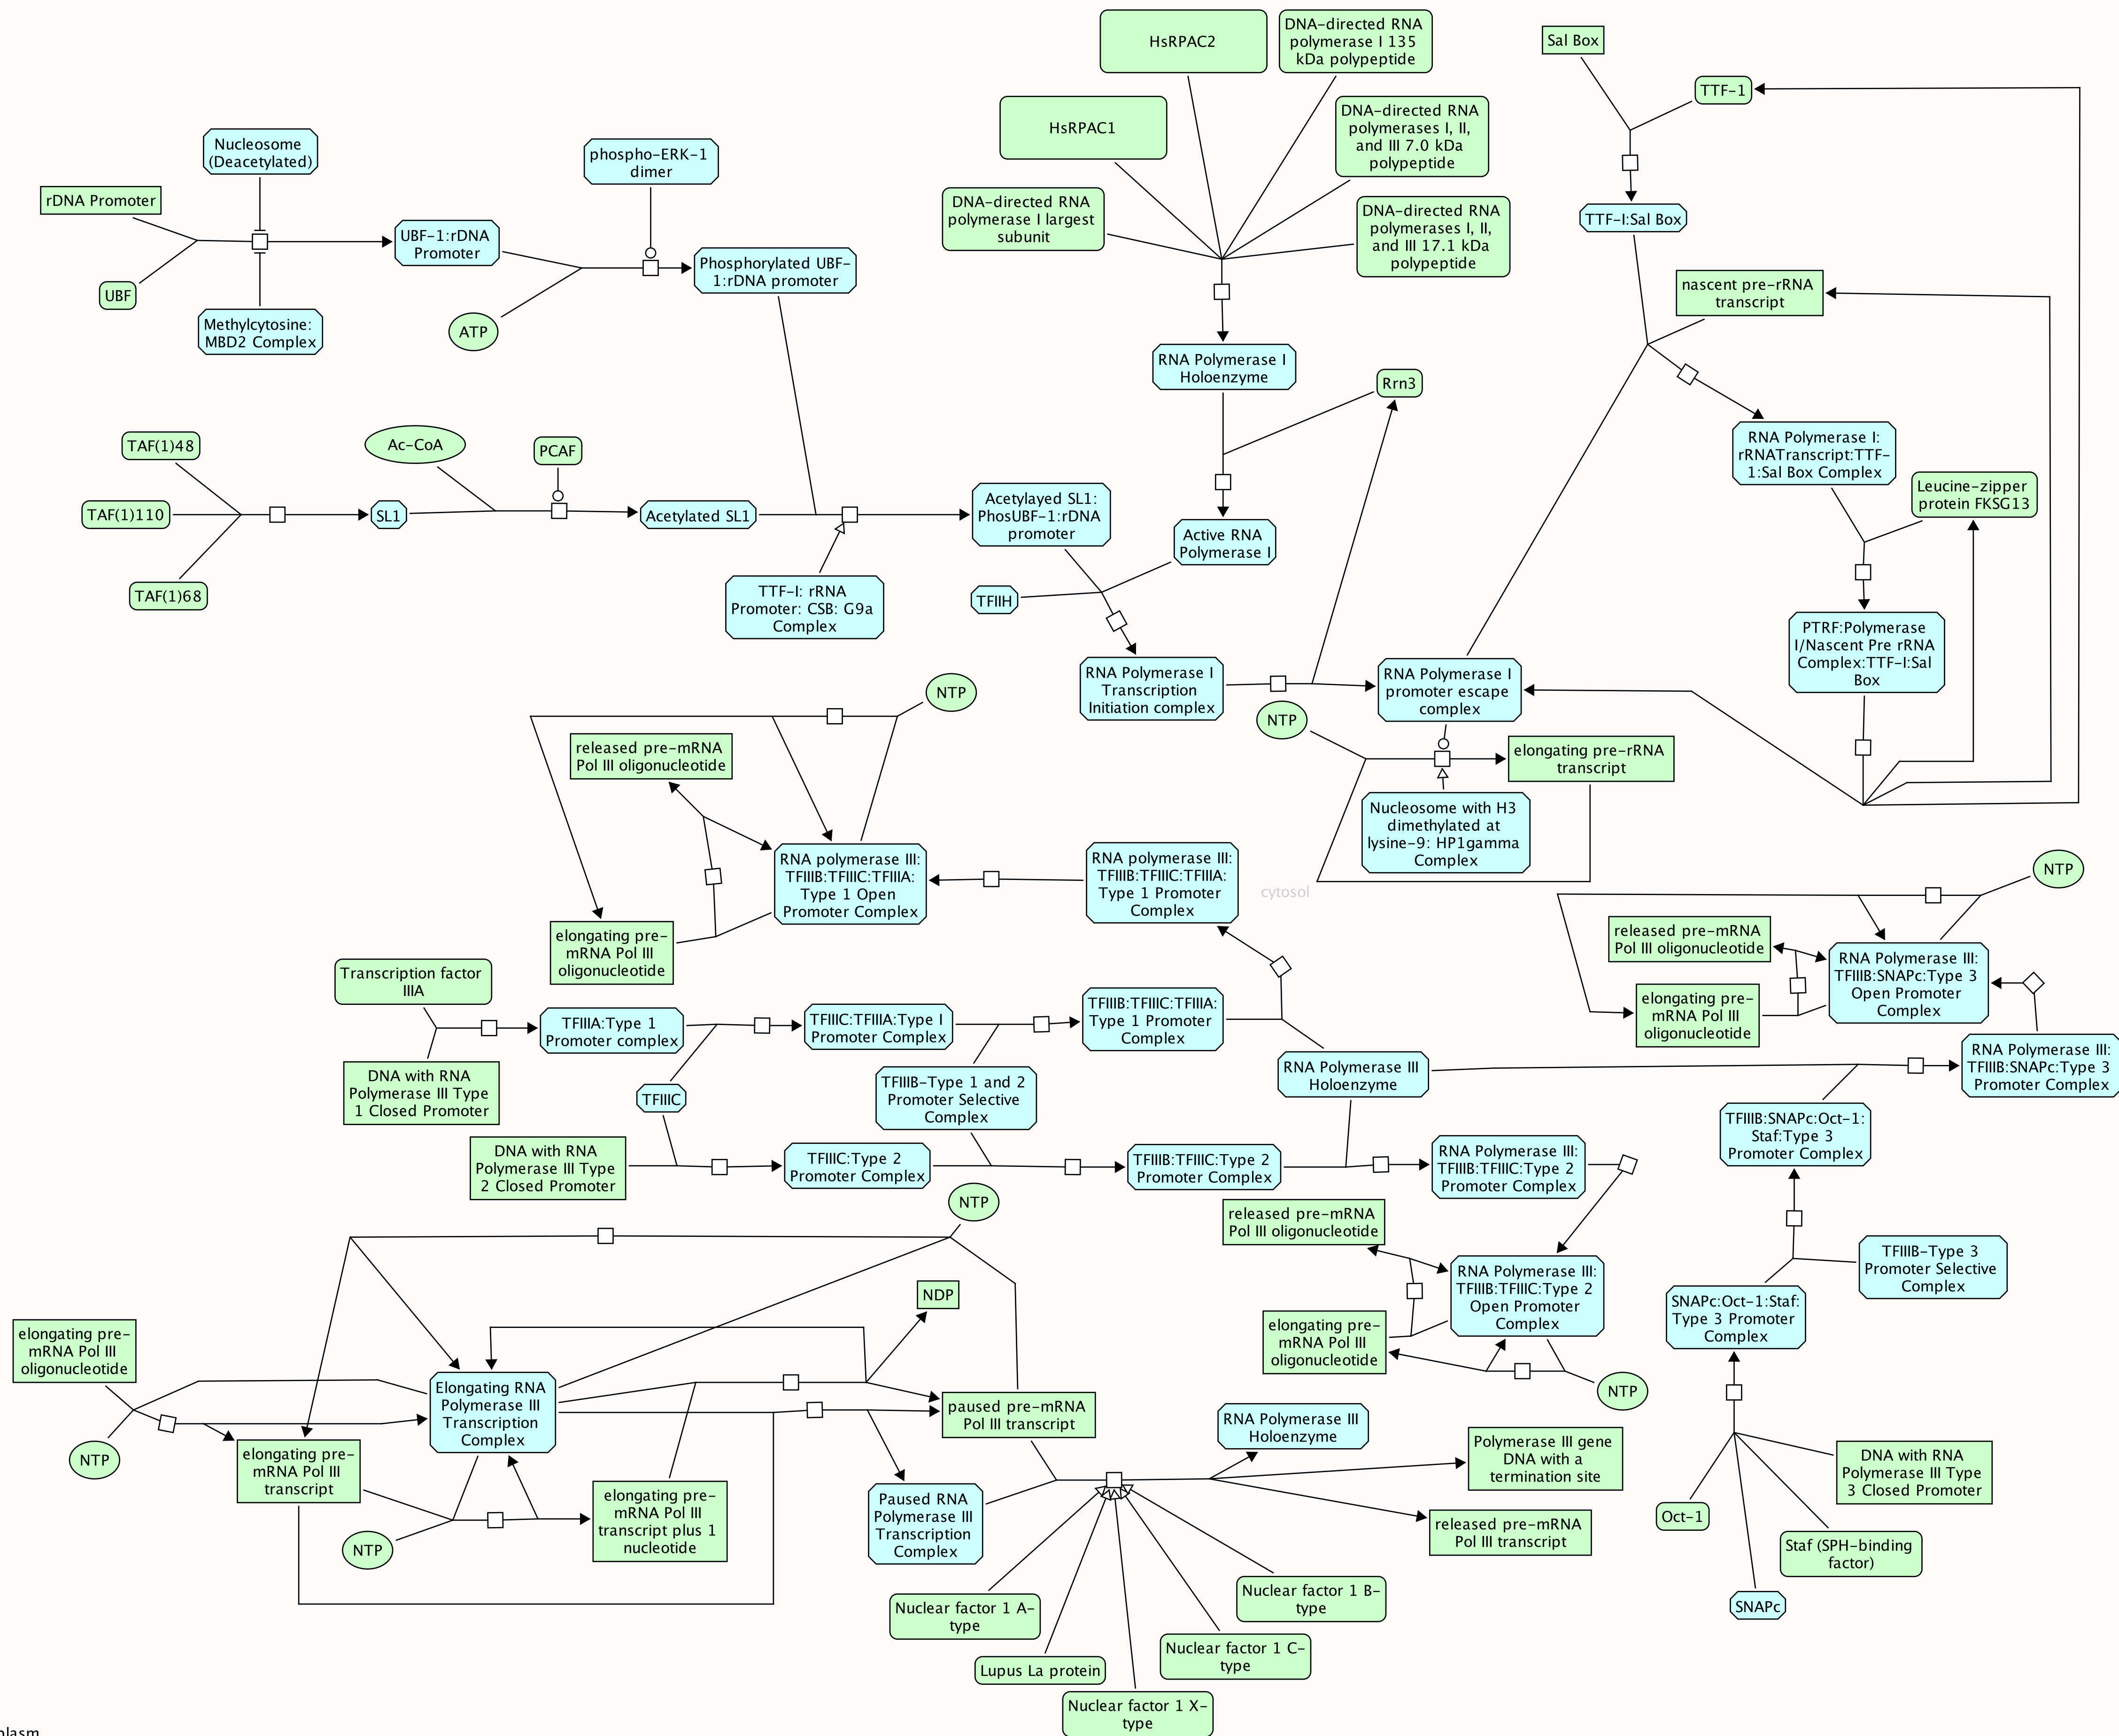 HsRPAC2
DNA-directed RNA
polymerase I 135
kDa polypeptide
Sal Box
TTF-1
HsRPAC1
DNA-directed RNA
polymerases I, II,
and III 7.0 kDa
polypeptide
Nucleosome
(Deacetylated)
phospho-ERK-1
dimer
rDNA Promoter
DNA-directed RNA
polymerase I largest
subunit
DNA-directed RNA
polymerases I, II,
and III 17.1 kDa
polypeptide
TTF-I:Sal Box
UBF-1:rDNA
Promoter
Phosphorylated UBF-
1:rDNA promoter
UBF
nascent pre-rRNA
transcript
Methylcytosine:
MBD2 Complex
ATP
RNA Polymerase I
Holoenzyme
Rrn3
TAF(1)48
Ac-CoA
PCAF
RNA Polymerase I:
rRNATranscript:TTF-
1:Sal Box Complex
Leucine-zipper
protein FKSG13
TAF(1)110
SL1
Acetylated SL1
Acetylayed SL1:
PhosUBF-1:rDNA
promoter
Active RNA
Polymerase I
TAF(1)68
TTF-I: rRNA
Promoter: CSB: G9a
Complex
TFIIH
PTRF:Polymerase
I/Nascent Pre rRNA
Complex:TTF-I:Sal
Box
RNA Polymerase I
Transcription
Initiation complex
RNA Polymerase I
promoter escape
complex
NTP
NTP
released pre-mRNA
Pol III oligonucleotide
elongating pre-rRNA
transcript
Nucleosome with H3
dimethylated at
lysine-9: HP1gamma
Complex
RNA polymerase III:
TFIIIB:TFIIIC:TFIIIA:
Type 1 Open
Promoter Complex
RNA polymerase III:
TFIIIB:TFIIIC:TFIIIA:
Type 1 Promoter
Complex
cytosol
NTP
elongating pre-
mRNA Pol III
oligonucleotide
released pre-mRNA
Pol III oligonucleotide
RNA Polymerase III:
TFIIIB:SNAPc:Type 3
Open Promoter
Complex
Transcription factor
IIIA
elongating pre-
mRNA Pol III
oligonucleotide
TFIIIA:Type 1
Promoter complex
TFIIIC:TFIIIA:Type I
Promoter Complex
TFIIIB:TFIIIC:TFIIIA:
Type 1 Promoter
Complex
DNA with RNA
Polymerase III Type
1 Closed Promoter
TFIIIC
TFIIIB-Type 1 and 2
Promoter Selective
Complex
RNA Polymerase III
Holoenzyme
RNA Polymerase III:
TFIIIB:SNAPc:Type 3
Promoter Complex
TFIIIB:SNAPc:Oct-1:
Staf:Type 3
Promoter Complex
DNA with RNA
Polymerase III Type
2 Closed Promoter
TFIIIC:Type 2
Promoter Complex
TFIIIB:TFIIIC:Type 2
Promoter Complex
RNA Polymerase III:
TFIIIB:TFIIIC:Type 2
Promoter Complex
NTP
released pre-mRNA
Pol III oligonucleotide
TFIIIB-Type 3
Promoter Selective
Complex
NDP
RNA Polymerase III:
TFIIIB:TFIIIC:Type 2
Open Promoter
Complex
SNAPc:Oct-1:Staf:
Type 3 Promoter
Complex
elongating pre-
mRNA Pol III
oligonucleotide
elongating pre-
mRNA Pol III
oligonucleotide
NTP
Elongating RNA
Polymerase III
Transcription
Complex
paused pre-mRNA
Pol III transcript
RNA Polymerase III
Holoenzyme
NTP
elongating pre-
mRNA Pol III
transcript
Polymerase III gene
DNA with a
termination site
DNA with RNA
Polymerase III Type
3 Closed Promoter
elongating pre-
mRNA Pol III
transcript plus 1
nucleotide
Paused RNA
Polymerase III
Transcription
Complex
Oct-1
released pre-mRNA
Pol III transcript
NTP
Staf (SPH-binding
factor)
Nuclear factor 1 A-
type
Nuclear factor 1 B-
type
SNAPc
Nuclear factor 1 C-
type
Lupus La protein
Nuclear factor 1 X-
type